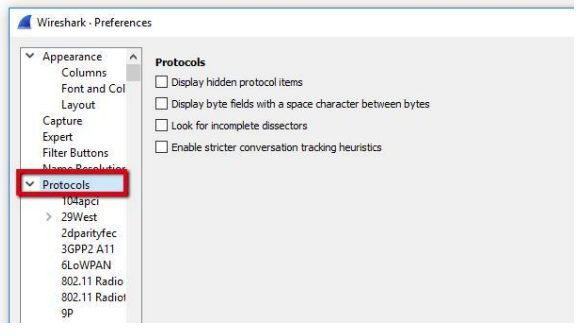 Wireshark · Preferences
Appearance
Columns
Font and Col
Layout
Capture
Expert
Filter Buttons
Name Resolution
Protocols
104apci
29West
2dparityfec
3GPP2 A11
6LoWPAN
802.11 Radio
802.11 Radiot
9P
Protocols
Display hidden protocol items
Display byte fields with a space character between bytes
Look for incomplete dissectors
Enable stricter conversation tracking heuristics